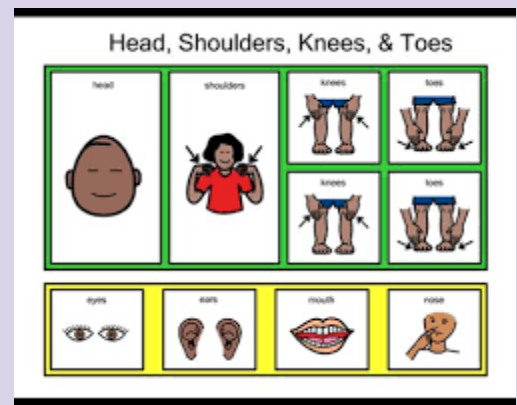 Head, Shoulders, Knees, & Toes
head
shoulders
knees
toes
knees
toes
eyes
ears
mouth
nose